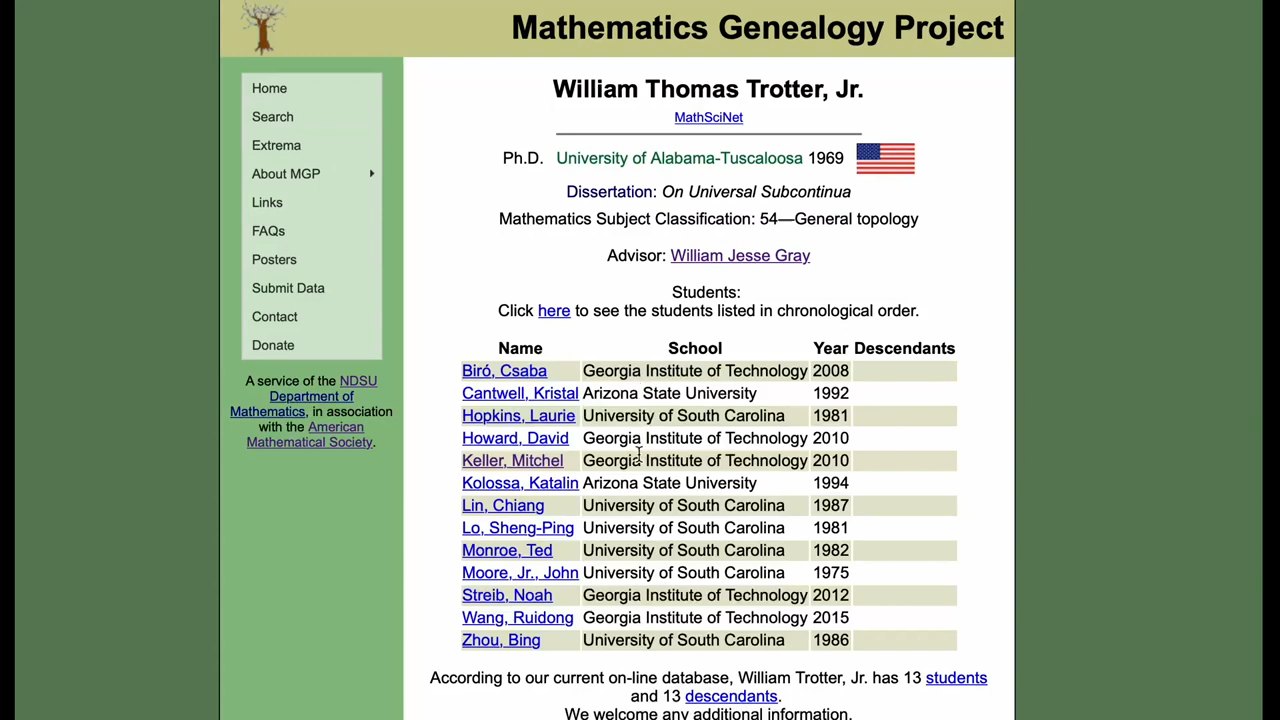 Mathematics Genealogy Project
Home
Search
Extrema
About MGP
Links
FAQs
Posters
Submit Data
Contact
Donate
A service of the NDSU
Department of
Mathematics, in association
with the American
Mathematical Society.
William Thomas Trotter, Jr.
MathSciNet
Ph.D. University of Alabama-Tuscaloosa 1969
Dissertation: On Universal Subcontinua
Mathematics Subject Classification: 54—General topology
Advisor: William Jesse Gray
Students:
Click here to see the students listed in chronological order.
Name School Year Descendants
Biró, Csaba Georgia Institute of Technology 2008
Cantwell, Kristal Arizona State University 1992
Hopkins, Laurie University of South Carolina 1981
Howard, David Georgia Institute of Technology 2010
Keller, Mitchel Georgia Institute of Technology 2010
Kolossa, Katalin Arizona State University 1994
Lin, Chiang University of South Carolina 1987
Lo, Sheng-Ping University of South Carolina 1981
Monroe, Ted University of South Carolina 1982
Moore, Jr., John University of South Carolina 1975
Streib, Noah Georgia Institute of Technology 2012
Wang, Ruidong Georgia Institute of Technology 2015
Zhou, Bing University of South Carolina 1986
According to our current on-line database, William Trotter, Jr. has 13 students
and 13 descendants.
We welcome any additional information.